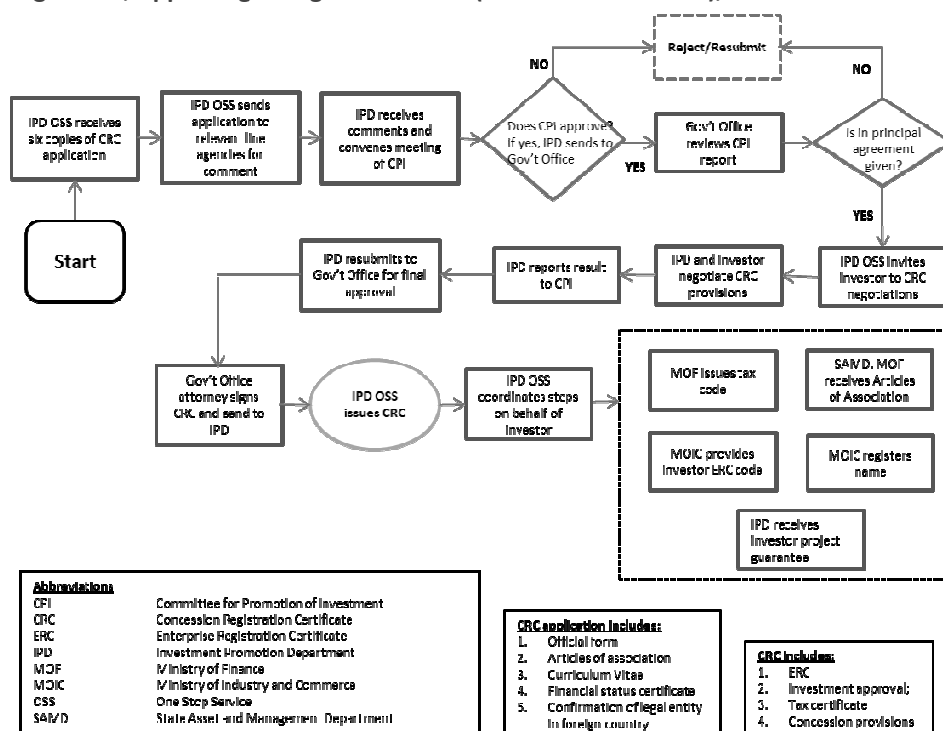 Reject/Resubmit
NO
NO
IPD OSS receives
six copies of CRC
application
IPD OSS sends
application to
relevant line
agencies for
comment
IPD receives
comments and
convenes meeting
of CPI
Does CPI approve?
If yes, IPD sends to
Gov't Office
YES
Gov't Office
reviews CPI
report
Is in principal
agreement
given?
YES
Start
IPD resubmits to
Gov't Office for final
approval
IPD reports result
to CPI
IPD and Investor
negotiate CRC
provisions
IPD OSS invites
Investor to CRC
negotiations
Gov't Office
attorney signs
CRC and send to
IPD
IPD OSS
issues CRC
IPD OSS
coordinates steps
on behalf of
Investor
MOF issues tax
code
SAMD, MOF
receives Articles
of Association
MOIC provides
Investor ERC code
MOIC registers
name
IPD receives
Investor project
guarantee
Abbreviations
CPI Committee for Promotion of Investment
CRC Concession Registration Certificate
ERC Enterprise Registration Certificate
IPD Investment Promotion Department
MOF Ministry of Finance
MOIC Ministry of Industry and Commerce
OSS One Stop Service
SAMD State Asset and Management Department
CRC application includes:
1. Official form
2. Articles of association
3. Curriculum Vitae
4. Financial status certificate
5. Confirmation of legal entity
in foreign country
CRC includes:
1. ERC
2. Investment approval;
3. Tax certificate
4. Concession provisions